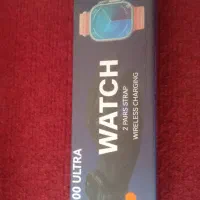 00 ULTRA
WATCH
2 PAIRS STRAP
WIRELESS CHARGING